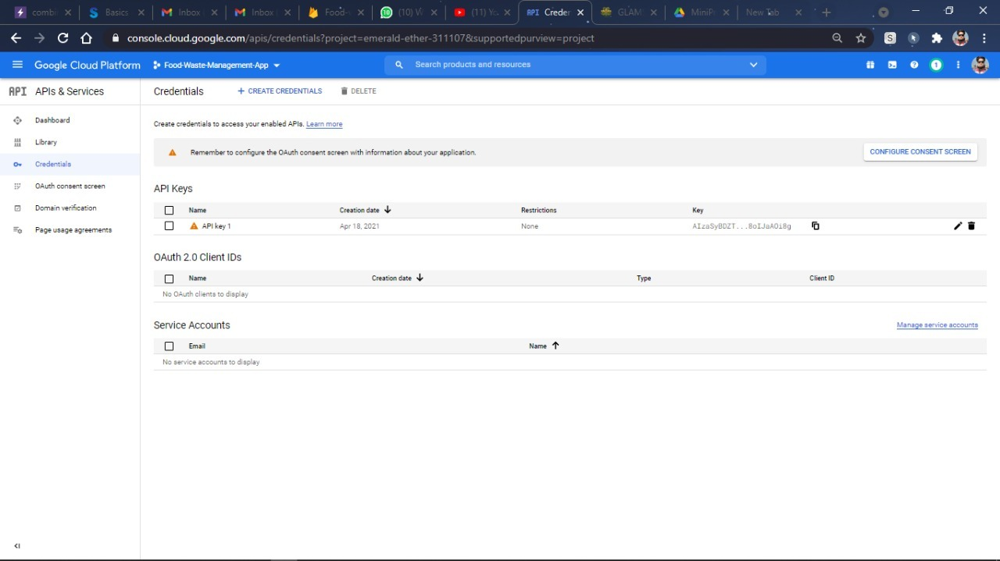 comb
Basics
Inbox
Inbox
Food-W
(10) W
(11) Yo
API Creder
GLAM
MiniPr
New Tab
console.cloud.google.com/apis/credentials?project=emerald-ether-311107&supportedpurview=project
S
Google Cloud Platform
Food-Waste-Management-App
Search products and resources
1
API APIs & Services
Credentials
+ CREATE CREDENTIALS
DELETE
Dashboard
Library
Credentials
OAuth consent screen
Domain verification
Page usage agreements
Create credentials to access your enabled APIs. Learn more
Remember to configure the OAuth consent screen with information about your application.
CONFIGURE CONSENT SCREEN
API Keys
Name Creation date Restrictions Key
API key 1 Apr 18, 2021 None AIzaSyBDZT...8oIJaAOi8g
OAuth 2.0 Client IDs
Name Creation date Type Client ID
No OAuth clients to display
Service Accounts
Manage service accounts
Email Name
No service accounts to display